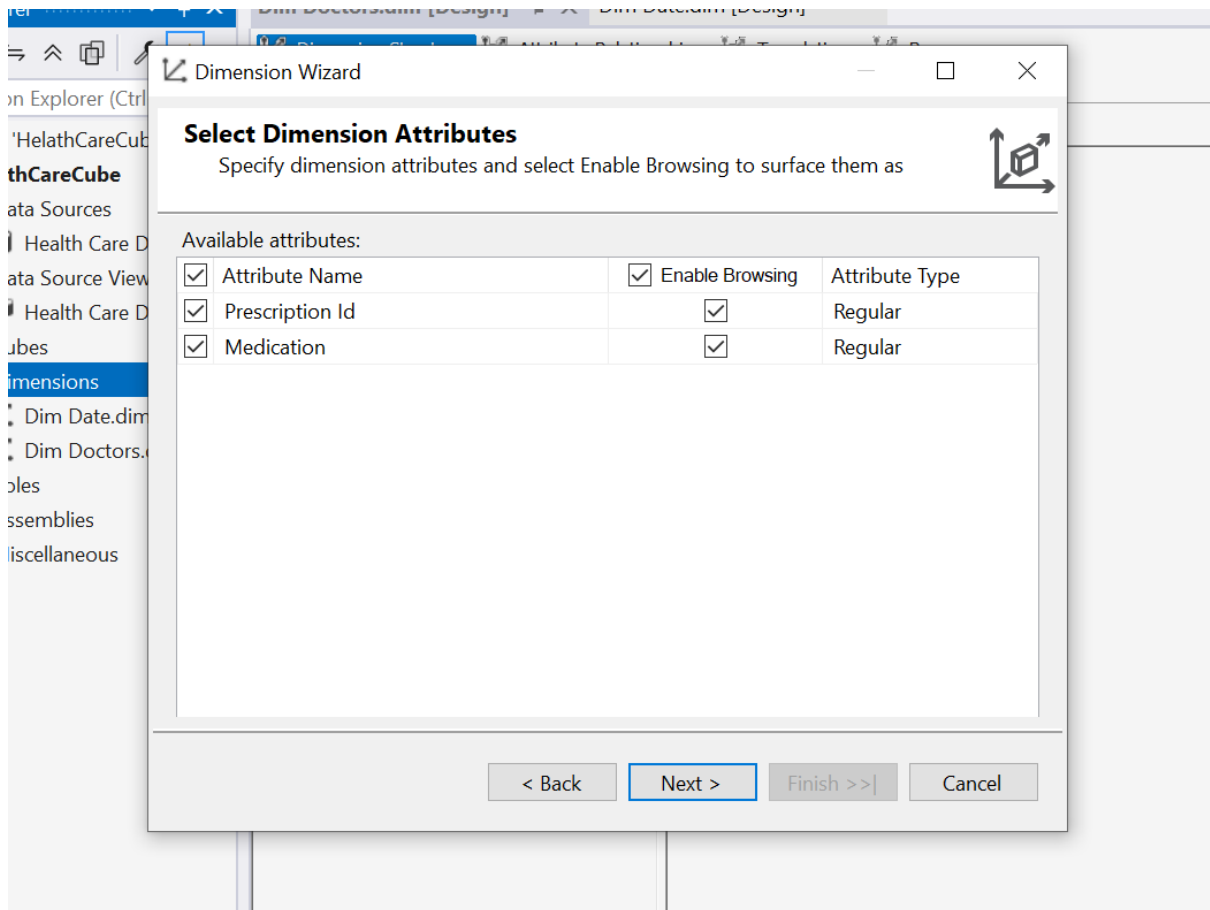 Dim Doctors.dim [Design]
Dim Date.dim [Design]
Dimension Wizard
on Explorer (Ctrl
'HelathCareCub
thCareCube
ata Sources
Health Care D
ata Source View
Health Care D
ubes
imensions
Dim Date.dim
Dim Doctors.
oles
ssemblies
iscellaneous
Select Dimension Attributes
Specify dimension attributes and select Enable Browsing to surface them as
Available attributes:
Attribute Name Enable Browsing Attribute Type
Prescription Id Regular
Medication Regular
< Back Next > Finish >>| Cancel